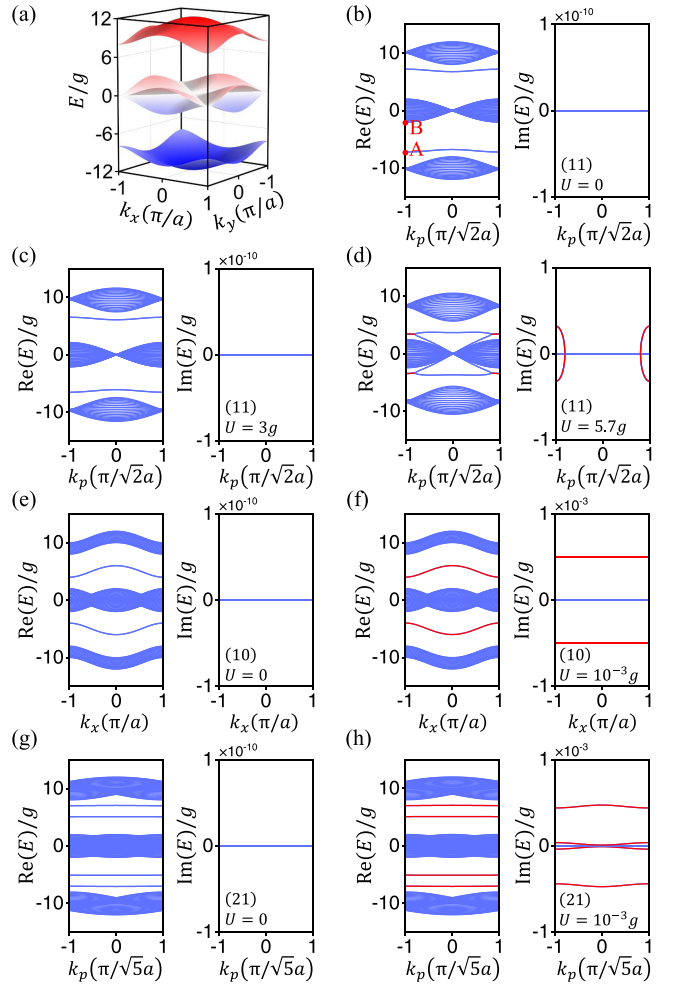 (a)
12
6
0
-6
-12
E/g
-1
0
1
k_x(π/a)
1
0
-1
k_y(π/a)
(b)
10
0
-10
Re(E)/g
B
A
-1 0 1
k_p(π/√2a)
×10⁻¹⁰
1
0
-1
Im(E)/g
(11)
U = 0
-1 0 1
k_p(π/√2a)
(c)
10
0
-10
Re(E)/g
-1 0 1
k_p(π/√2a)
×10⁻¹⁰
1
0
-1
Im(E)/g
(11)
U = 3g
-1 0 1
k_p(π/√2a)
(d)
10
0
-10
Re(E)/g
-1 0 1
k_p(π/√2a)
1
0
-1
Im(E)/g
(11)
U = 5.7g
-1 0 1
k_p(π/√2a)
(e)
10
0
-10
Re(E)/g
-1 0 1
k_x(π/a)
×10⁻¹⁰
1
0
-1
Im(E)/g
(10)
U = 0
-1 0 1
k_x(π/a)
(f)
10
0
-10
Re(E)/g
-1 0 1
k_x(π/a)
×10⁻³
1
0
-1
Im(E)/g
(10)
U = 10⁻³g
-1 0 1
k_x(π/a)
(g)
10
0
-10
Re(E)/g
-1 0 1
k_p(π/√5a)
×10⁻¹⁰
1
0
-1
Im(E)/g
(21)
U = 0
-1 0 1
k_p(π/√5a)
(h)
10
0
-10
Re(E)/g
-1 0 1
k_p(π/√5a)
×10⁻³
1
0
-1
Im(E)/g
(21)
U = 10⁻³g
-1 0 1
k_p(π/√5a)